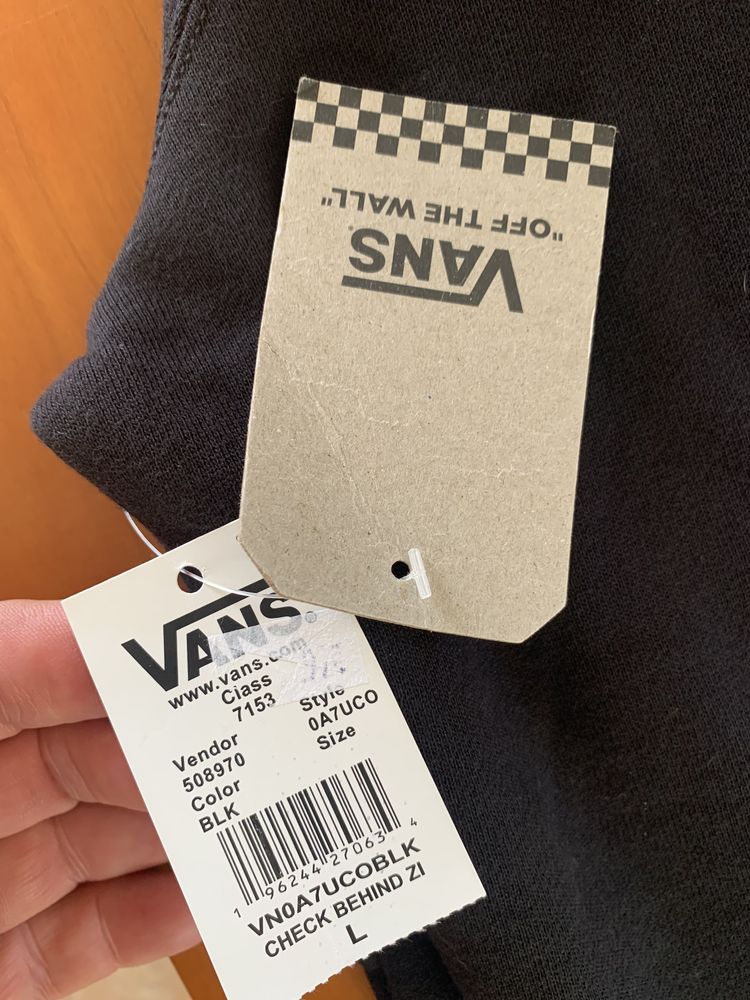 "OFF THE WALL"
VANS
VANS®
www.vans.com
Class
7153
Style
0A7UCO
Vendor
508970
Size
Color
BLK
1 96244 27063 4
VN0A7UCOBLK
CHECK BEHIND ZI
L